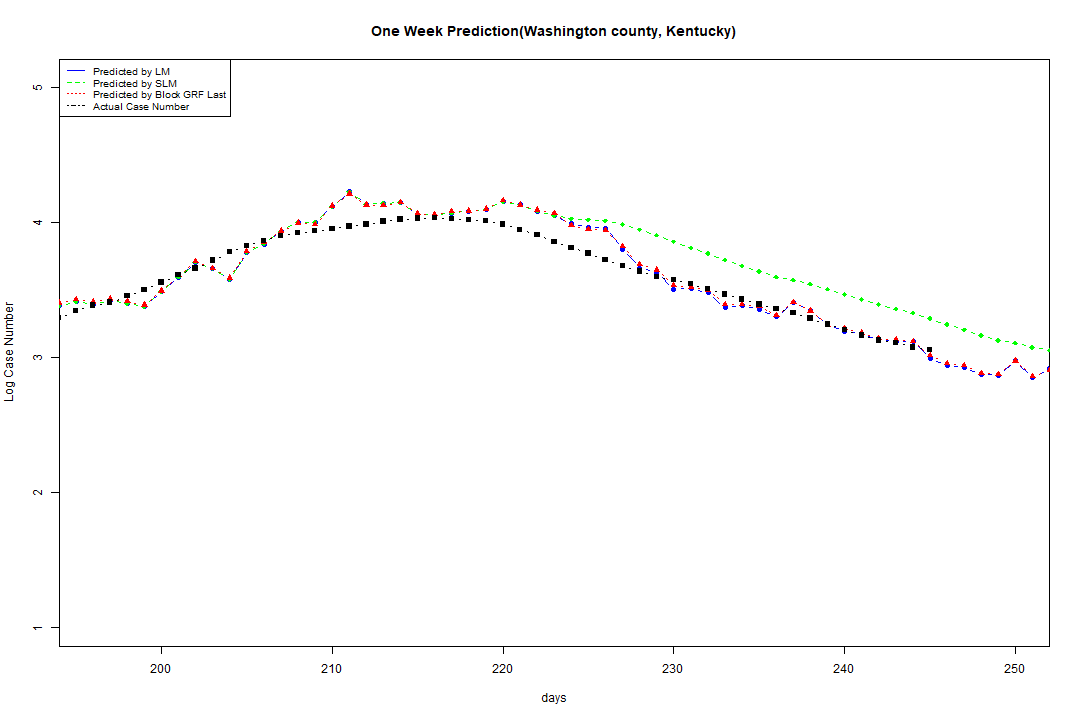 One Week Prediction(Washington county, Kentucky)
Predicted by LM
Predicted by SLM
Predicted by Block GRF Last
Actual Case Number
5
4
3
2
1
Log Case Number
200
210
220
230
240
250
days